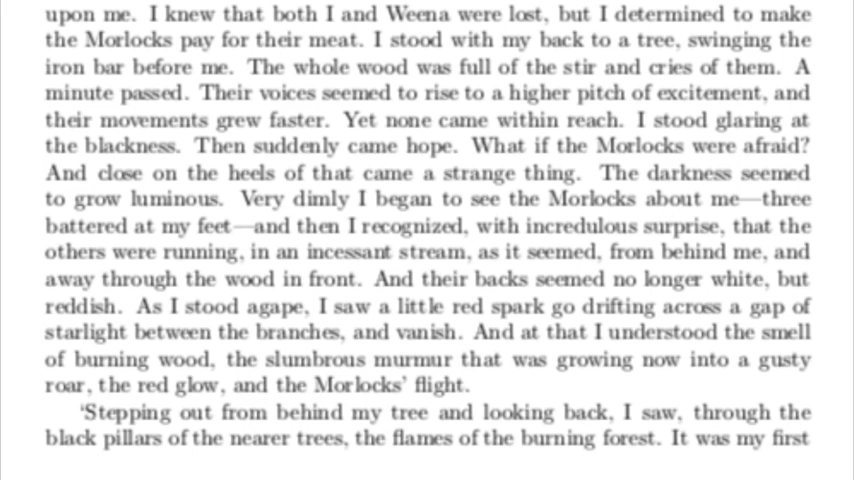 upon me. I knew that both I and Weena were lost, but I determined to make
the Morlocks pay for their meat. I stood with my back to a tree, swinging the
iron bar before me. The whole wood was full of the stir and cries of them. A
minute passed. Their voices seemed to rise to a higher pitch of excitement, and
their movements grew faster. Yet none came within reach. I stood glaring at
the blackness. Then suddenly came hope. What if the Morlocks were afraid?
And close on the heels of that came a strange thing. The darkness seemed
to grow luminous. Very dimly I began to see the Morlocks about me—three
battered at my feet—and then I recognized, with incredulous surprise, that the
others were running, in an incessant stream, as it seemed, from behind me, and
away through the wood in front. And their backs seemed no longer white, but
reddish. As I stood agape, I saw a little red spark go drifting across a gap of
starlight between the branches, and vanish. And at that I understood the smell
of burning wood, the slumbrous murmur that was growing now into a gusty
roar, the red glow, and the Morlocks' flight.
‘Stepping out from behind my tree and looking back, I saw, through the
black pillars of the nearer trees, the flames of the burning forest. It was my first